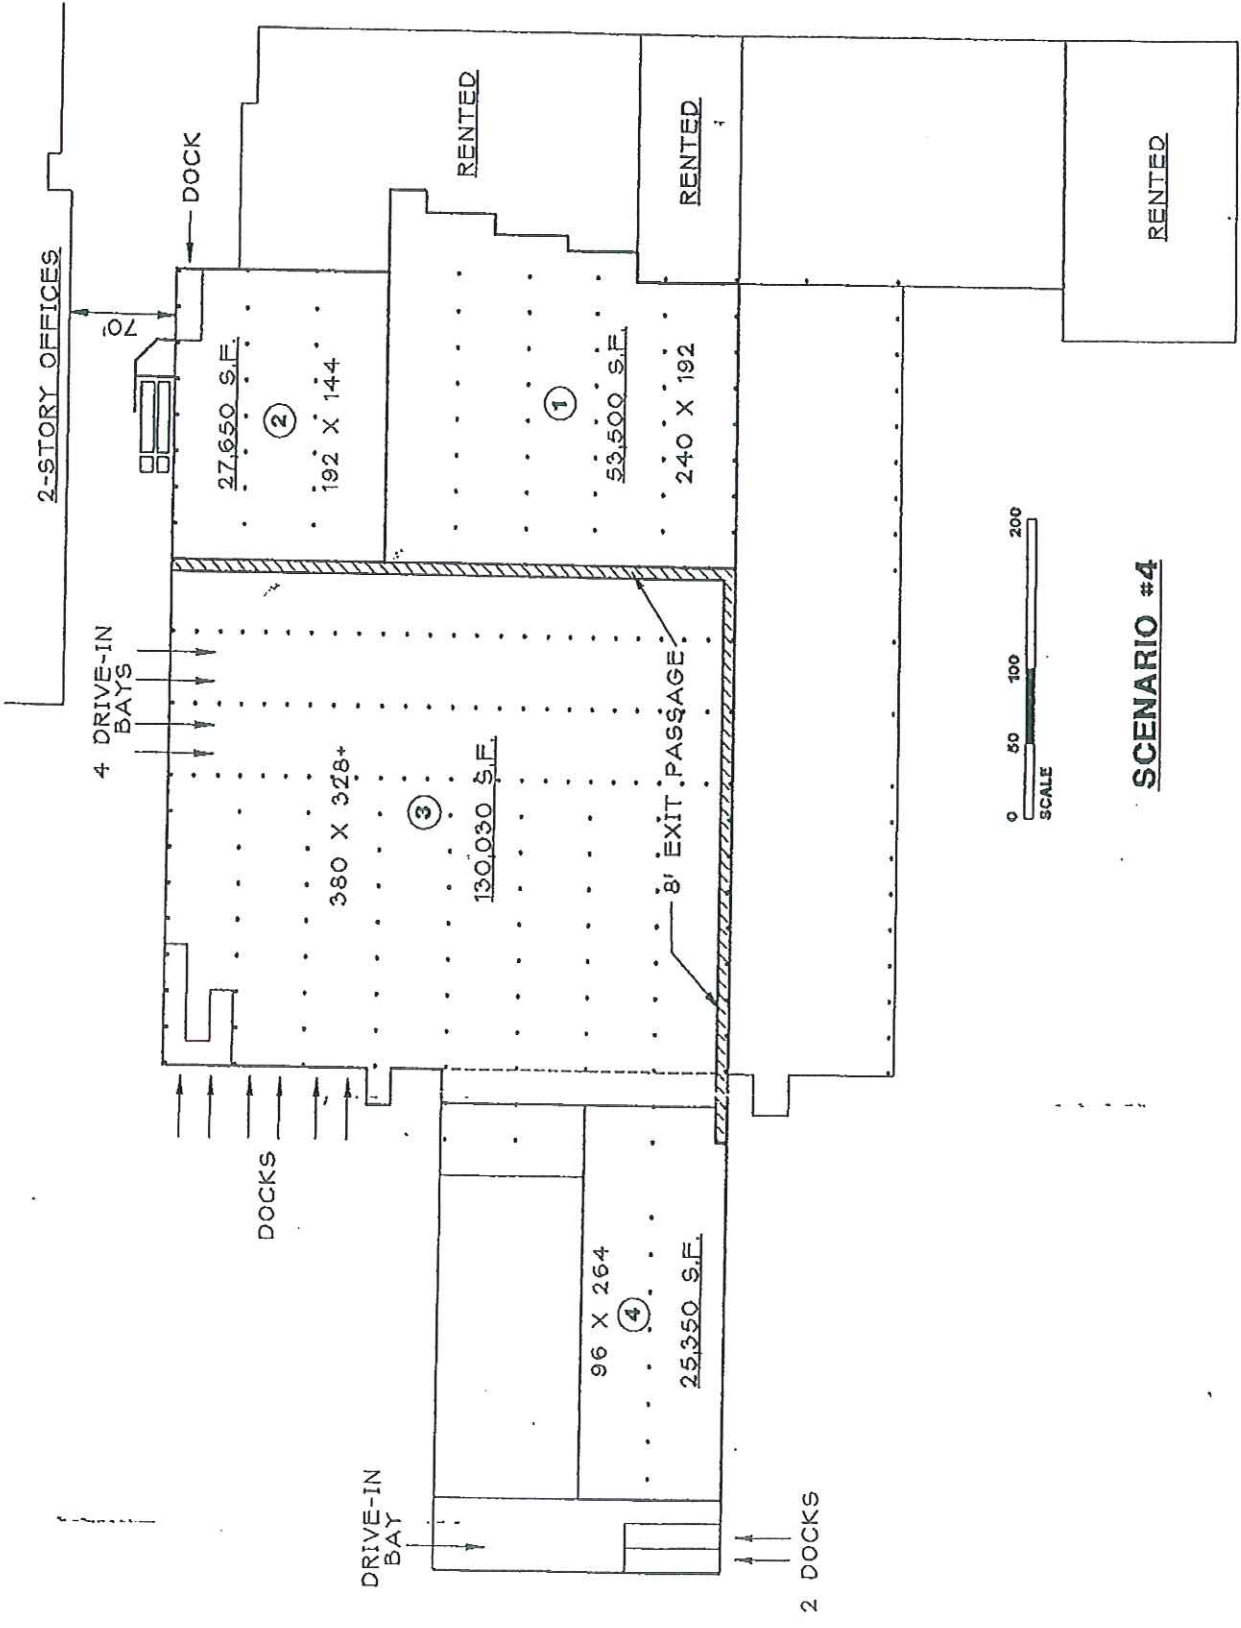 2-STORY OFFICES
70'
DOCK
RENTED
RENTED
RENTED
4 DRIVE-IN
BAYS
27,650 S.F.
2
192 X 144
1
53,500 S.F.
240 X 192
380 X 328+
3
130,030 S.F.
8' EXIT PASSAGE
DOCKS
96 X 264
4
25,350 S.F.
DRIVE-IN
BAY
2 DOCKS
0 50 100 200
SCALE
SCENARIO #4